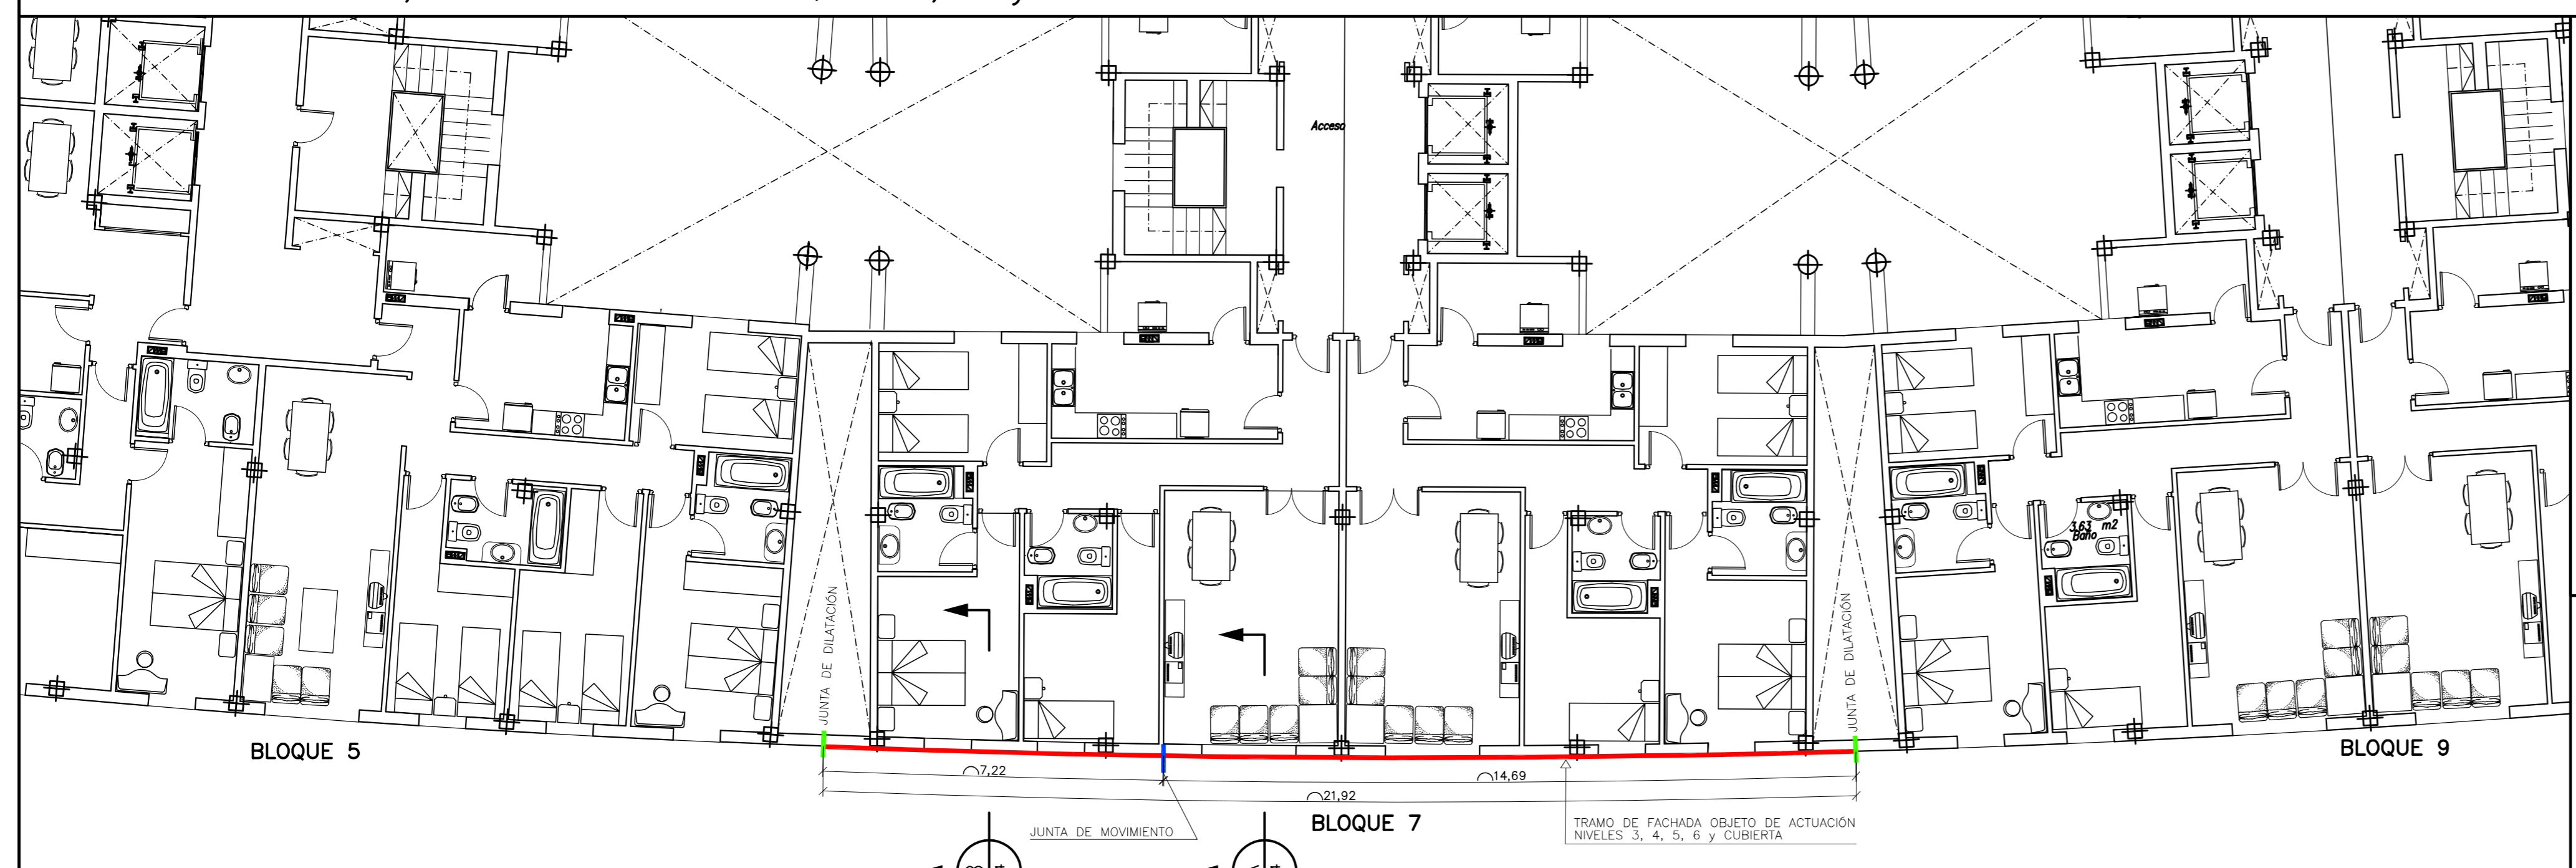 Acceso
3,63 m2
Baño
JUNTA DE DILATACIÓN
JUNTA DE DILATACIÓN
BLOQUE 5
BLOQUE 9
7,22
14,69
21,92
BLOQUE 7
JUNTA DE MOVIMIENTO
TRAMO DE FACHADA OBJETO DE ACTUACIÓN
NIVELES 3, 4, 5, 6 y CUBIERTA